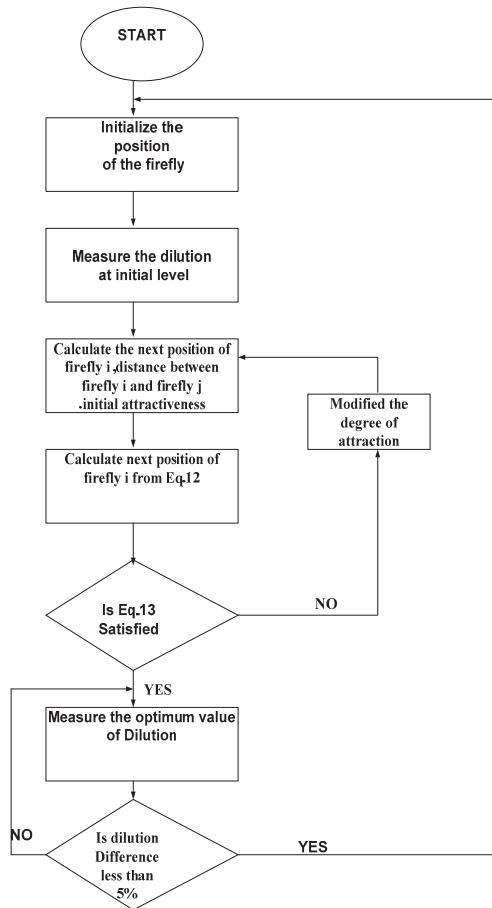 START
Initialize the
position
of the firefly
Measure the dilution
at initial level
Calculate the next position of
firefly i ,distance between
firefly i and firefly j
.initial attractiveness
Modified the
degree of
attraction
Calculate next position of
firefly i from Eq.12
Is Eq.13
Satisfied
NO
YES
Measure the optimum value
of Dilution
NO
Is dilution
Difference
less than
5%
YES